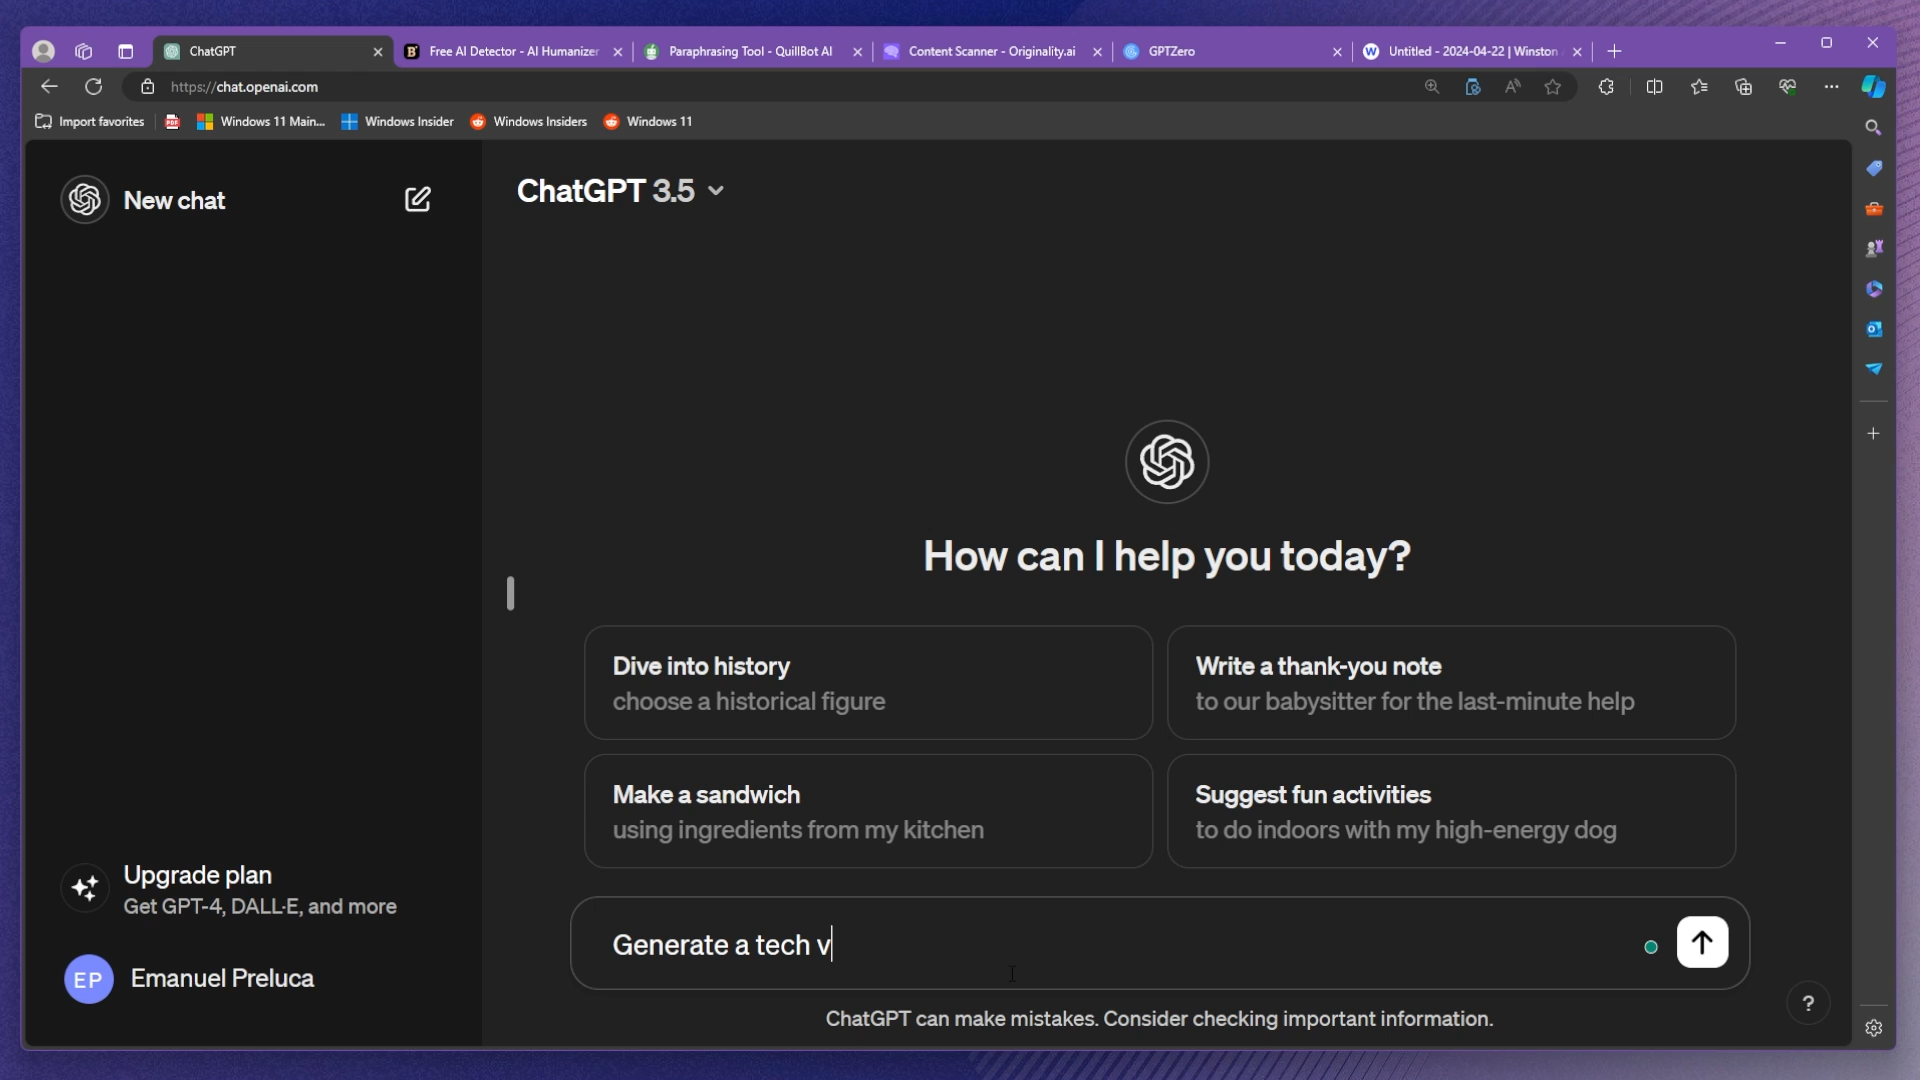 ChatGPT
Free AI Detector - AI Humanizer
Paraphrasing Tool - QuillBot AI
Content Scanner - Originality.ai
GPTZero
Untitled - 2024-04-22 | Winston
https://chat.openai.com
Import favorites
PDF
Windows 11 Main...
Windows Insider
Windows Insiders
Windows 11
New chat
ChatGPT 3.5
How can I help you today?
Dive into history
choose a historical figure
Write a thank-you note
to our babysitter for the last-minute help
Make a sandwich
using ingredients from my kitchen
Suggest fun activities
to do indoors with my high-energy dog
Upgrade plan
Get GPT-4, DALL·E, and more
Generate a tech v
EP
Emanuel Preluca
ChatGPT can make mistakes. Consider checking important information.
?